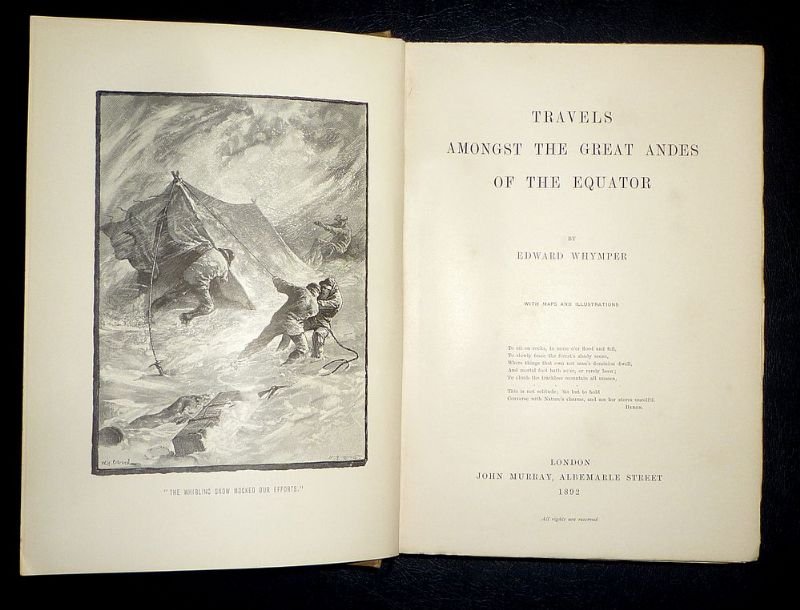 "THE WHIRLING SNOW MOCKED OUR EFFORTS."
TRAVELS
AMONGST THE GREAT ANDES
OF THE EQUATOR
BY
EDWARD WHYMPER
WITH MAPS AND ILLUSTRATIONS
To sit on rocks, to muse o'er flood and fell,
To slowly trace the forest's shady scene,
Where things that own not man's dominion dwell,
And mortal foot hath ne'er, or rarely been;
To climb the trackless mountain all unseen,
This is not solitude; 'tis but to hold
Converse with Nature's charms, and see her stores unroll'd.
BYRON.
LONDON
JOHN MURRAY, ALBEMARLE STREET
1892
All rights are reserved